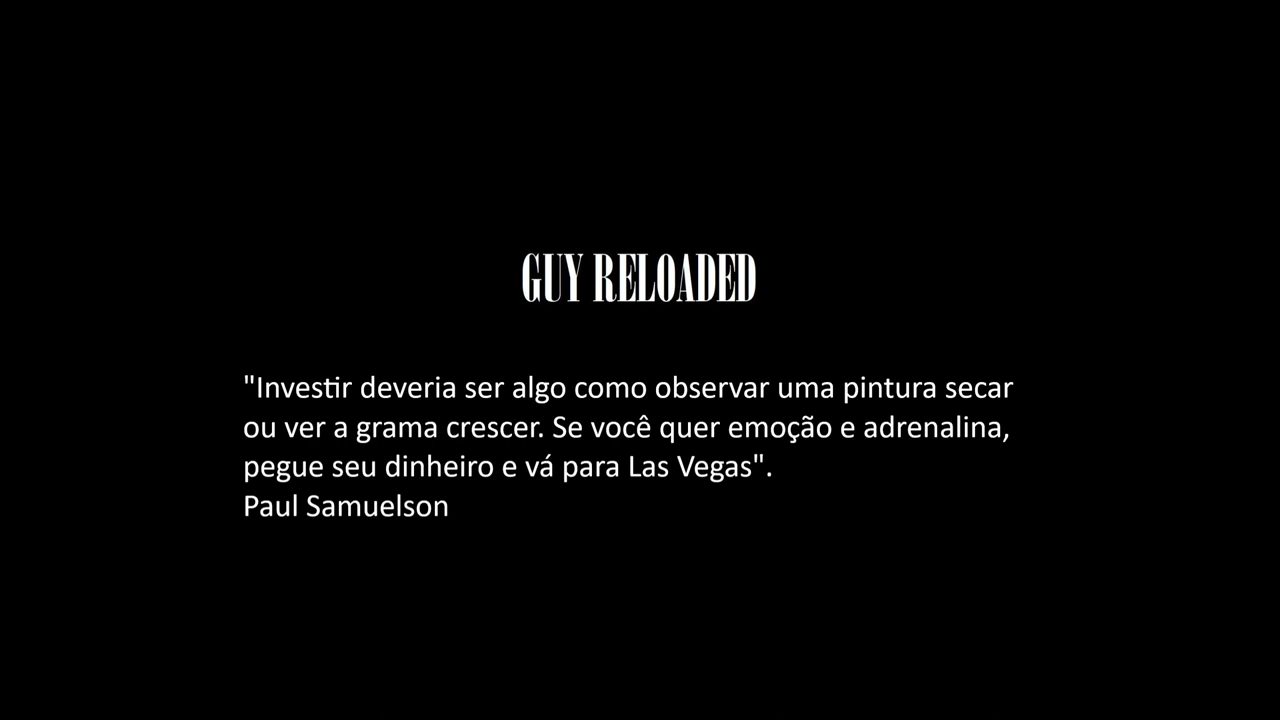 GUY RELOADED
"Investir deveria ser algo como observar uma pintura secar
ou ver a grama crescer. Se você quer emoção e adrenalina,
pegue seu dinheiro e vá para Las Vegas".
Paul Samuelson